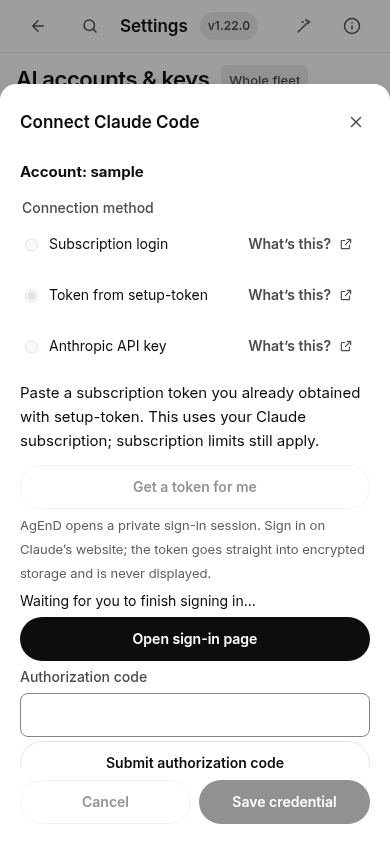 Settings v1.22.0
AI accounts & keys Whole fleet
Connect Claude Code
Account: sample
Connection method
Subscription login What's this?
Token from setup-token What's this?
Anthropic API key What's this?
Paste a subscription token you already obtained
with setup-token. This uses your Claude
subscription; subscription limits still apply.
Get a token for me
AgEnD opens a private sign-in session. Sign in on
Claude’s website; the token goes straight into encrypted
storage and is never displayed.
Waiting for you to finish signing in…
Open sign-in page
Authorization code
Submit authorization code
Cancel Save credential